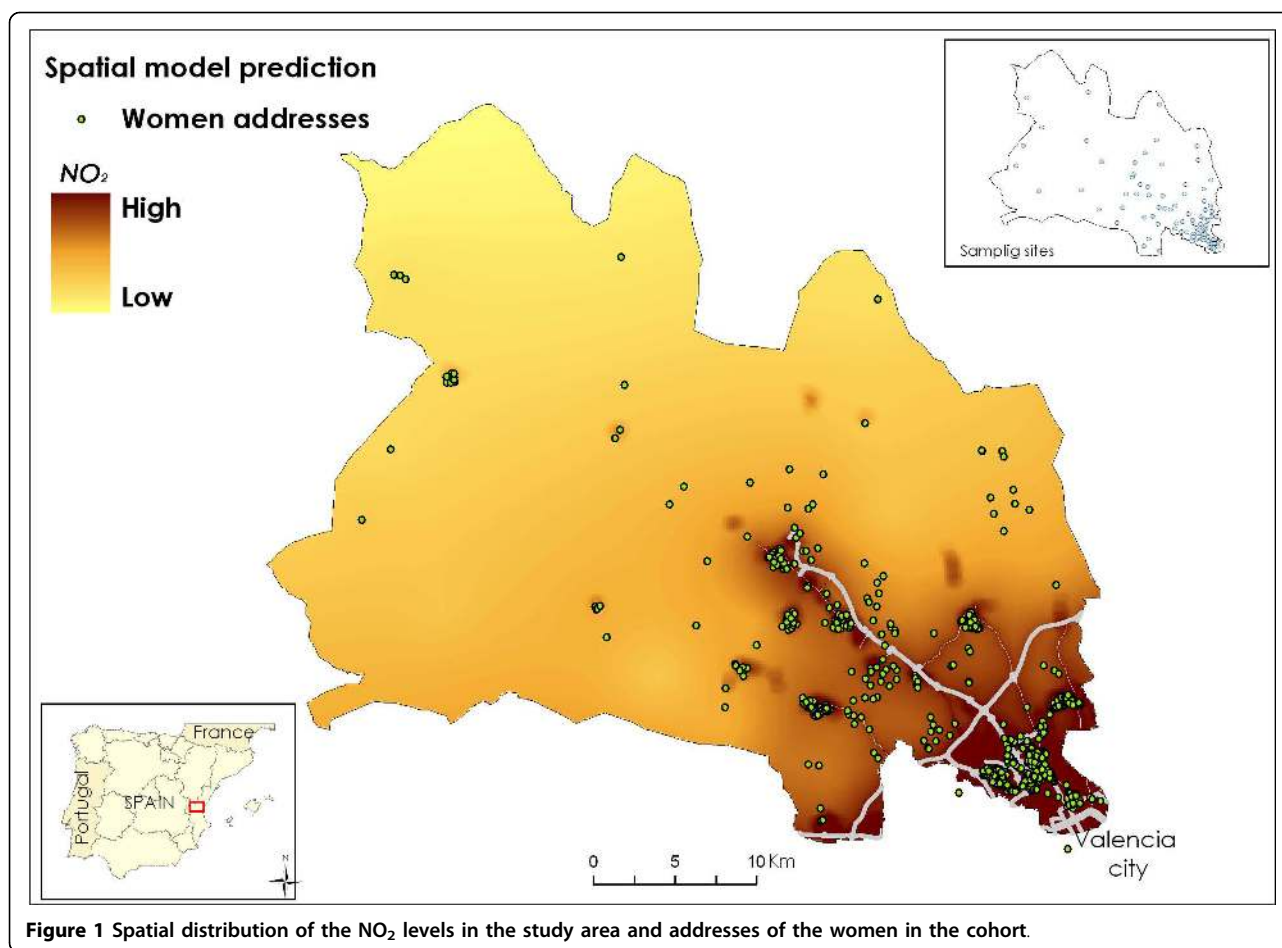 Spatial model prediction
Women addresses
NO₂
High
Low
Samplig sites
France
Portugal
SPAIN
N
0 5 10 Km
Valencia
city
Figure 1 Spatial distribution of the NO₂ levels in the study area and addresses of the women in the cohort.